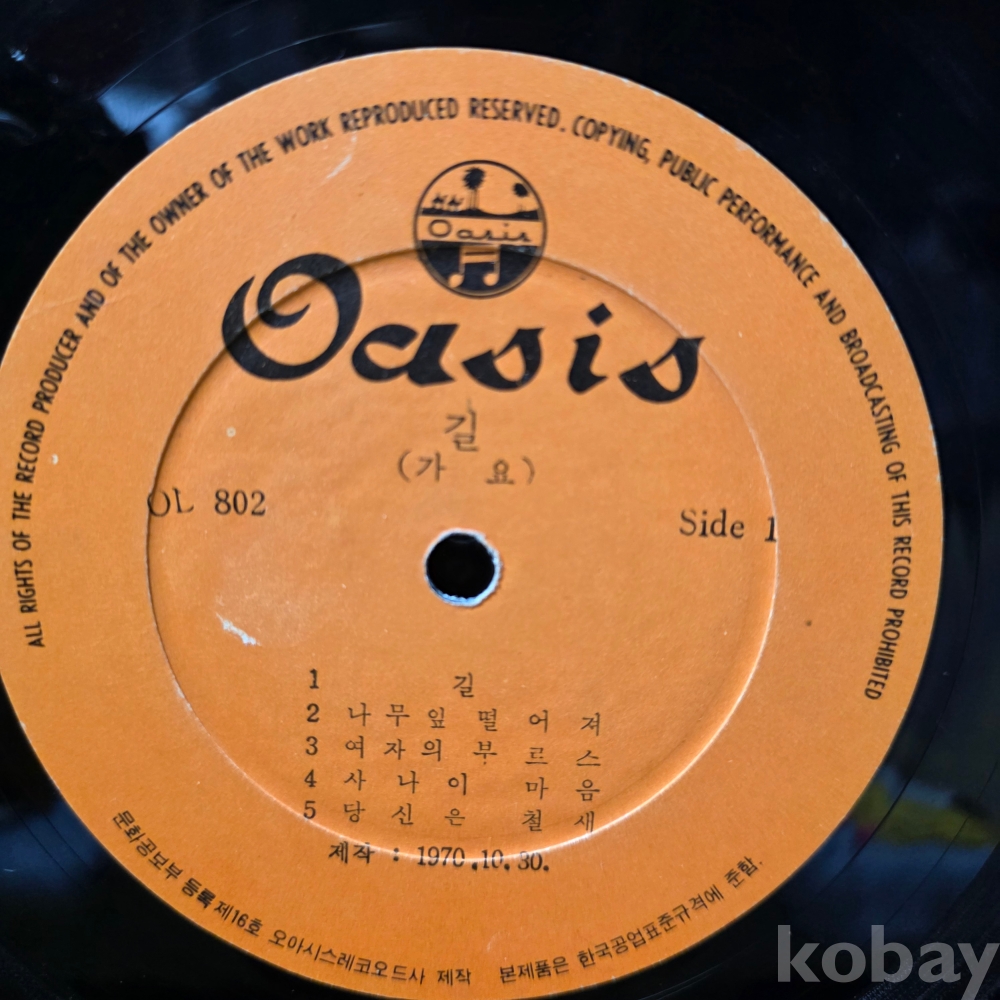 ALL RIGHTS OF THE RECORD PRODUCER AND OF THE OWNER OF THE WORK REPRODUCED RESERVED. COPYING, PUBLIC PERFORMANCE AND BROADCASTING OF THIS RECORD PROHIBITED
Oasis
Oasis
길
(가 요)
OL 802
Side 1
1 길
2 나무잎 떨어져
3 여자의 부르스
4 사나이 마음
5 당신은 철새
제작 : 1970.10.30.
문화공보부 등록 제16호 오아시스레코오드사 제작 본제품은 한국공업표준규격에 준함.
kobay